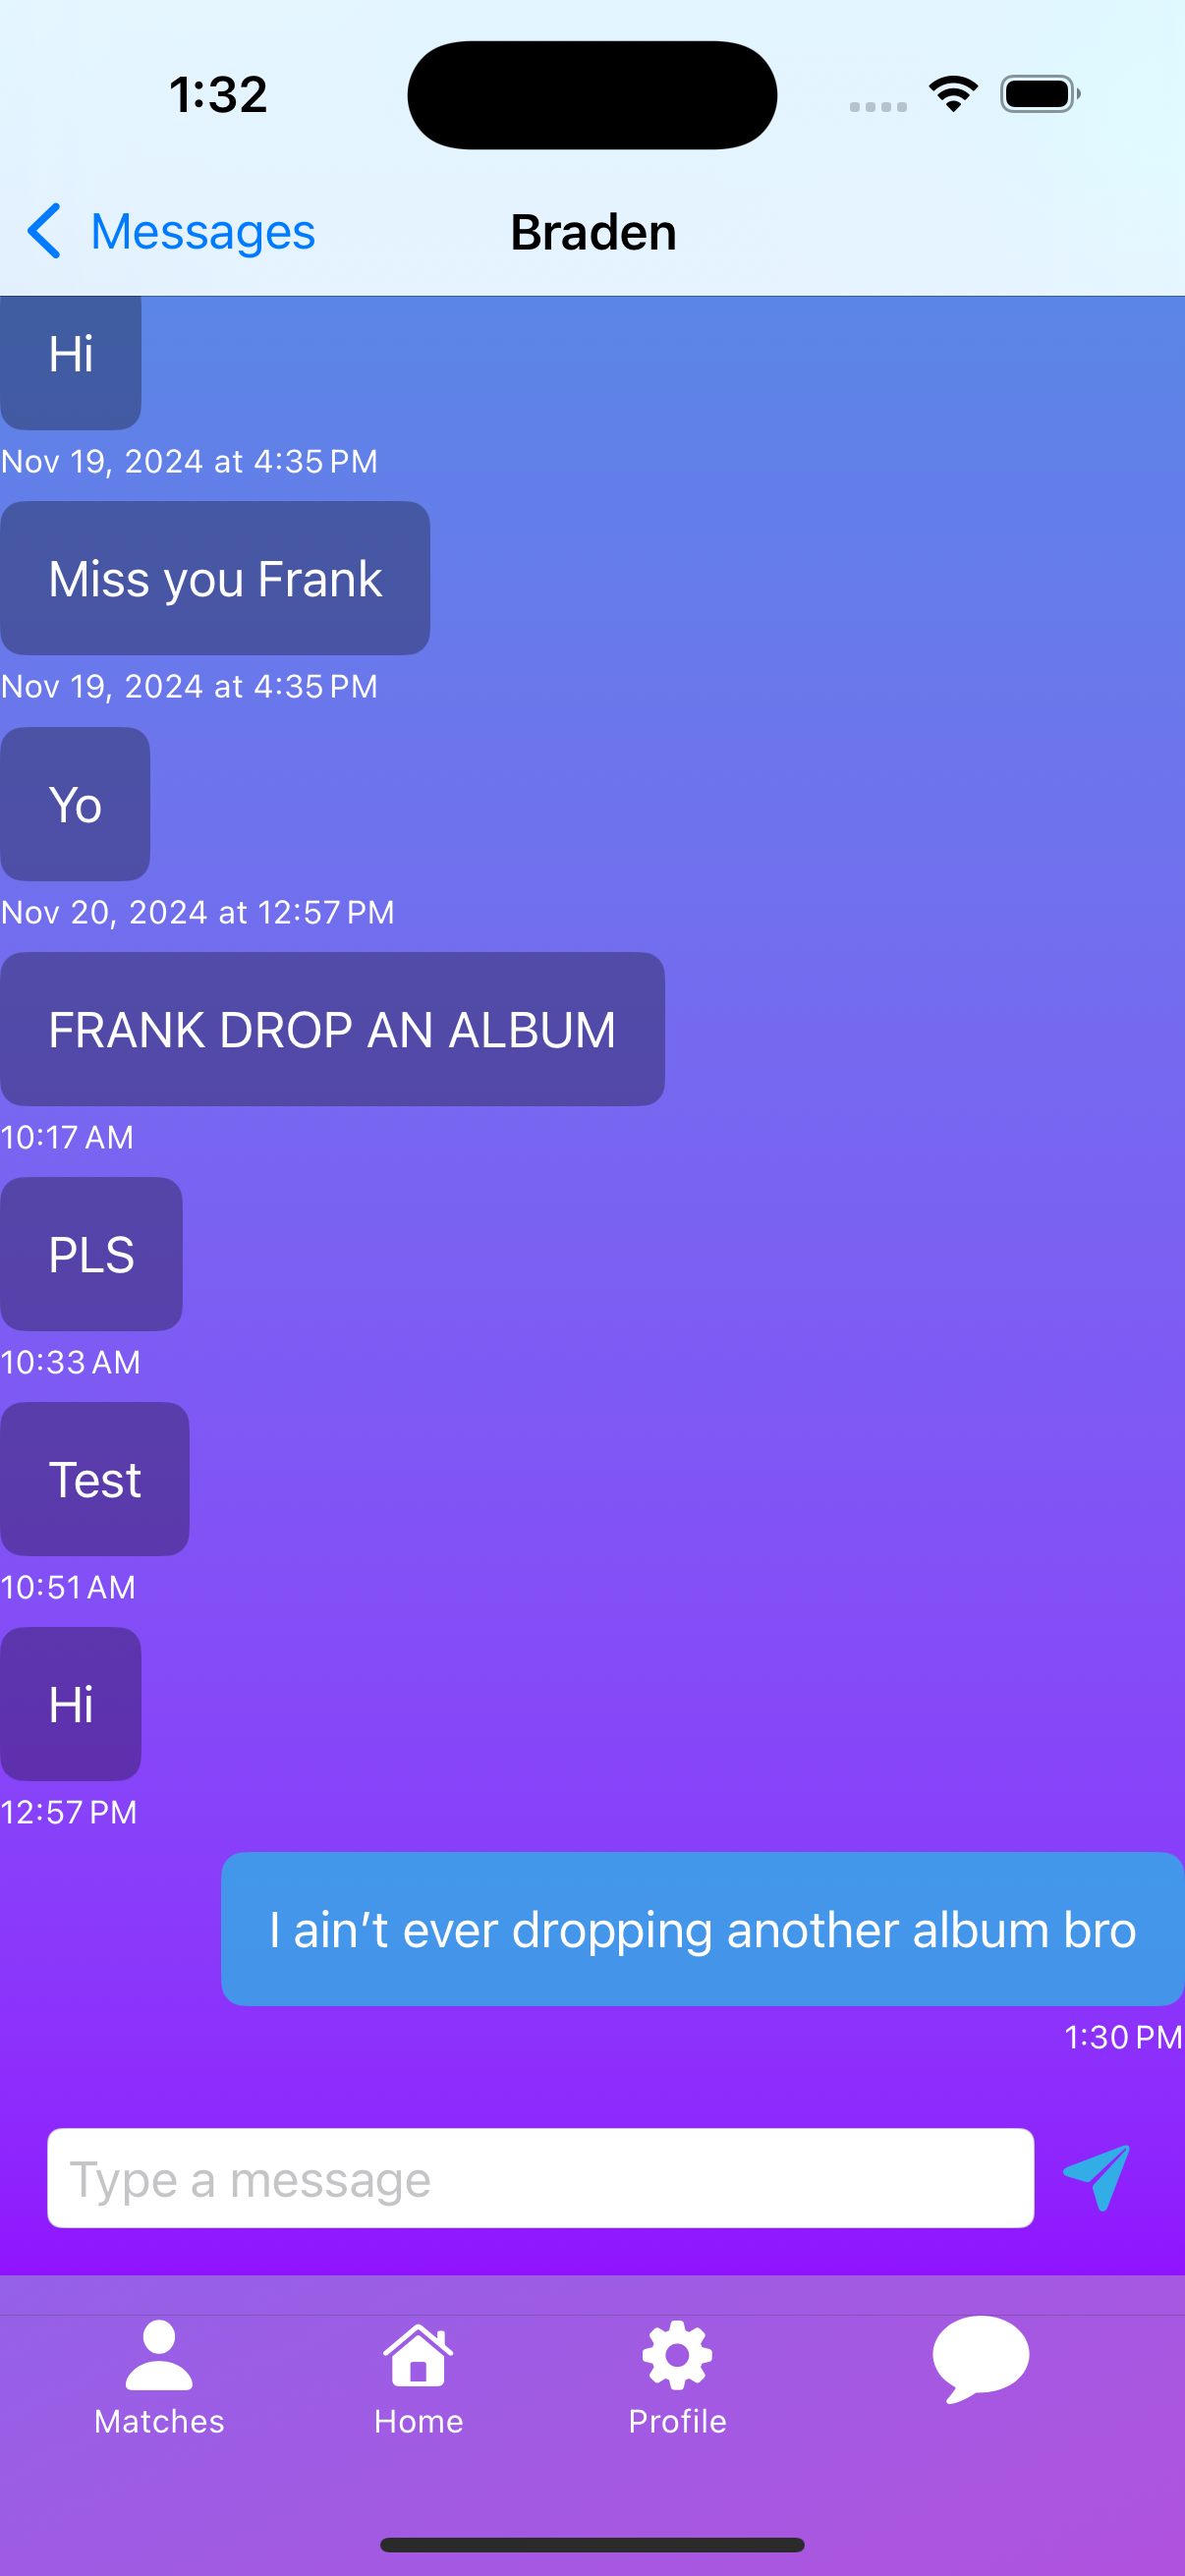 1:32
Messages
Braden
Hi
Nov 19, 2024 at 4:35 PM
Miss you Frank
Nov 19, 2024 at 4:35 PM
Yo
Nov 20, 2024 at 12:57 PM
FRANK DROP AN ALBUM
10:17 AM
PLS
10:33 AM
Test
10:51 AM
Hi
12:57 PM
I ain’t ever dropping another album bro
1:30 PM
Type a message
Matches
Home
Profile